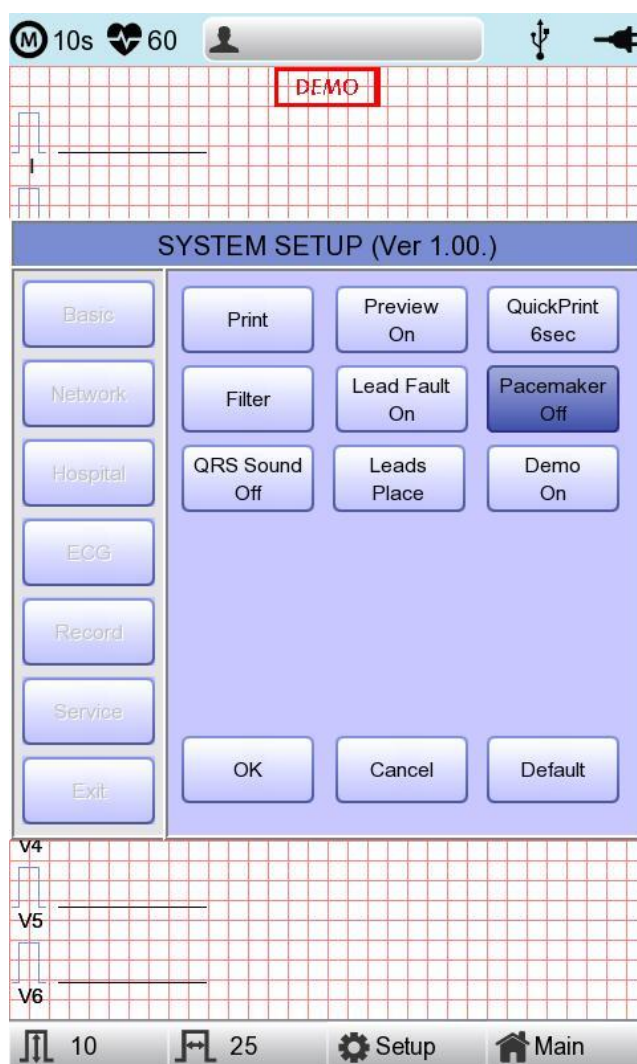 M 10s 60
DEMO
I
SYSTEM SETUP (Ver 1.00.)
Basic
Network
Hospital
ECG
Record
Service
Exit
Print
Preview
On
QuickPrint
6sec
Filter
Lead Fault
On
Pacemaker
Off
QRS Sound
Off
Leads
Place
Demo
On
OK
Cancel
Default
V4
V5
V6
10
25
Setup
Main